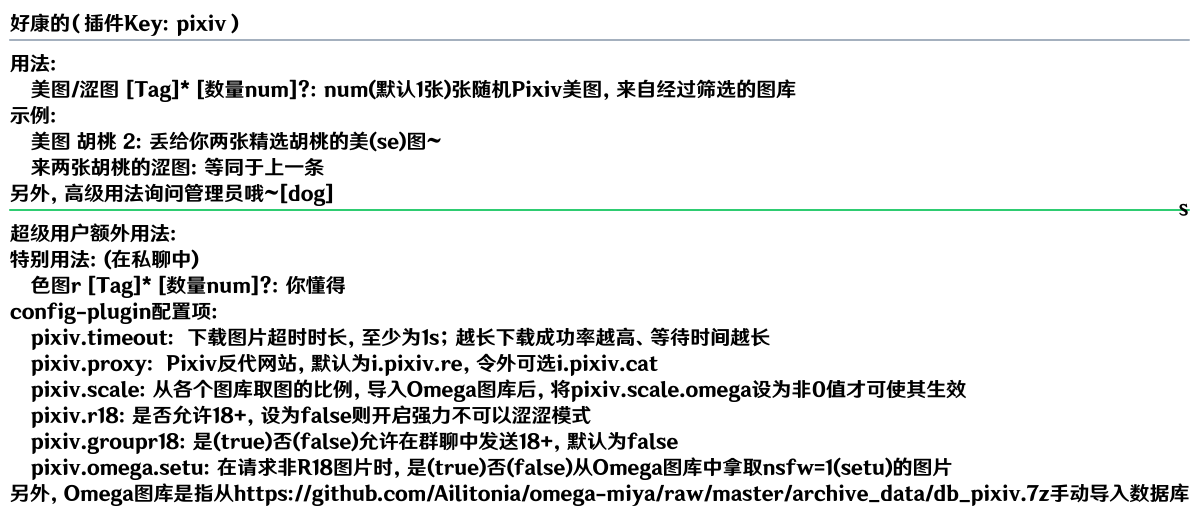 好康的(插件Key: pixiv)
用法:
美图/涩图 [Tag]* [数量num]?: num(默认1张)张随机Pixiv美图, 来自经过筛选的图库
示例:
美图 胡桃 2: 丢给你两张精选胡桃的美(se)图~
来两张胡桃的涩图: 等同于上一条
另外, 高级用法询问管理员哦~[dog]
s
超级用户额外用法:
特别用法: (在私聊中)
色图r [Tag]* [数量num]?: 你懂得
config-plugin配置项:
pixiv.timeout: 下载图片超时时长, 至少为1s; 越长下载成功率越高、等待时间越长
pixiv.proxy: Pixiv反代网站, 默认为i.pixiv.re, 令外可选i.pixiv.cat
pixiv.scale: 从各个图库取图的比例, 导入Omega图库后, 将pixiv.scale.omega设为非0值才可使其生效
pixiv.r18: 是否允许18+, 设为false则开启强力不可以涩涩模式
pixiv.groupr18: 是(true)否(false)允许在群聊中发送18+, 默认为false
pixiv.omega.setu: 在请求非R18图片时, 是(true)否(false)从Omega图库中拿取nsfw=1(setu)的图片
另外, Omega图库是指从https://github.com/Ailitonia/omega-miya/raw/master/archive_data/db_pixiv.7z手动导入数据库